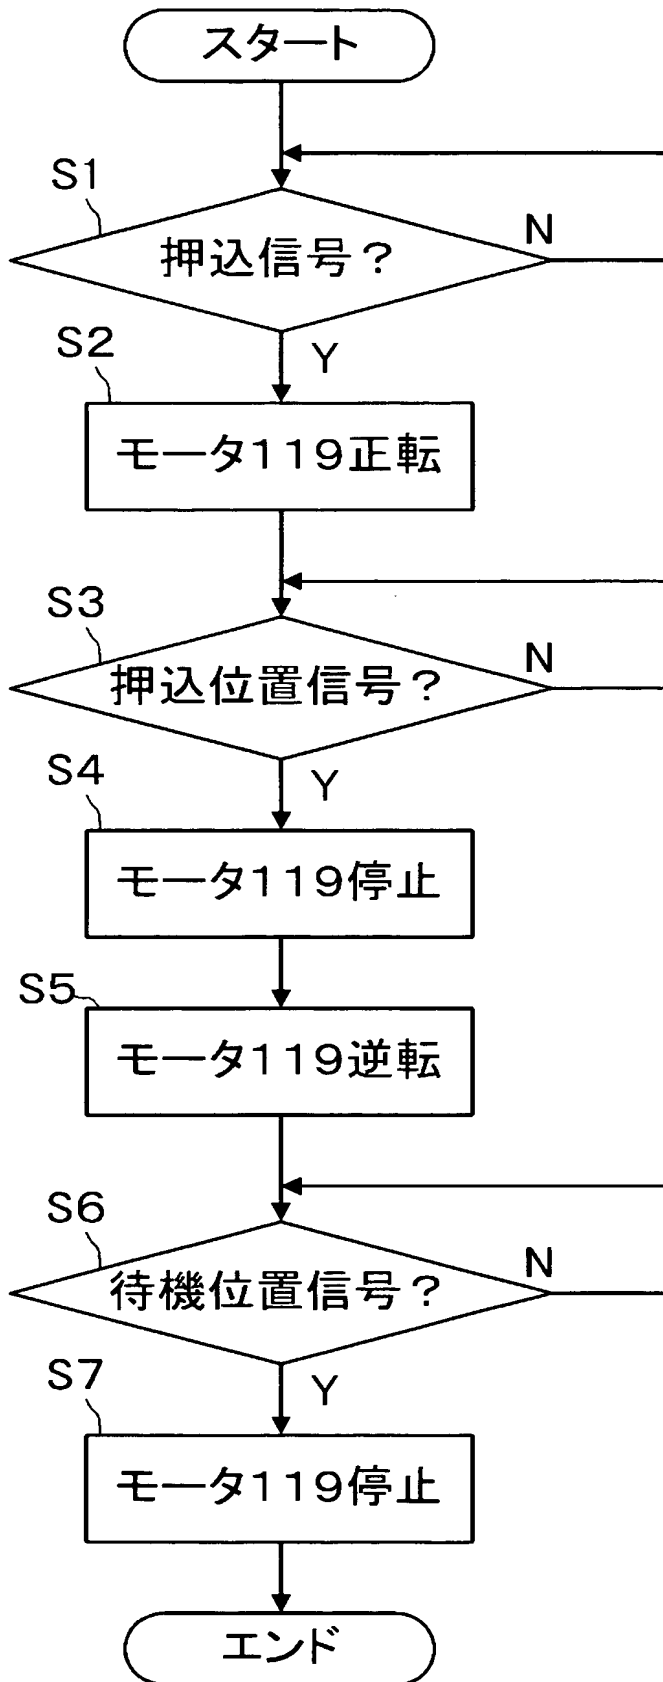 スタート
S1
押込信号?
N
Y
S2
モータ119正転
S3
押込位置信号?
N
Y
S4
モータ119停止
S5
モータ119逆転
S6
待機位置信号?
N
Y
S7
モータ119停止
エンド